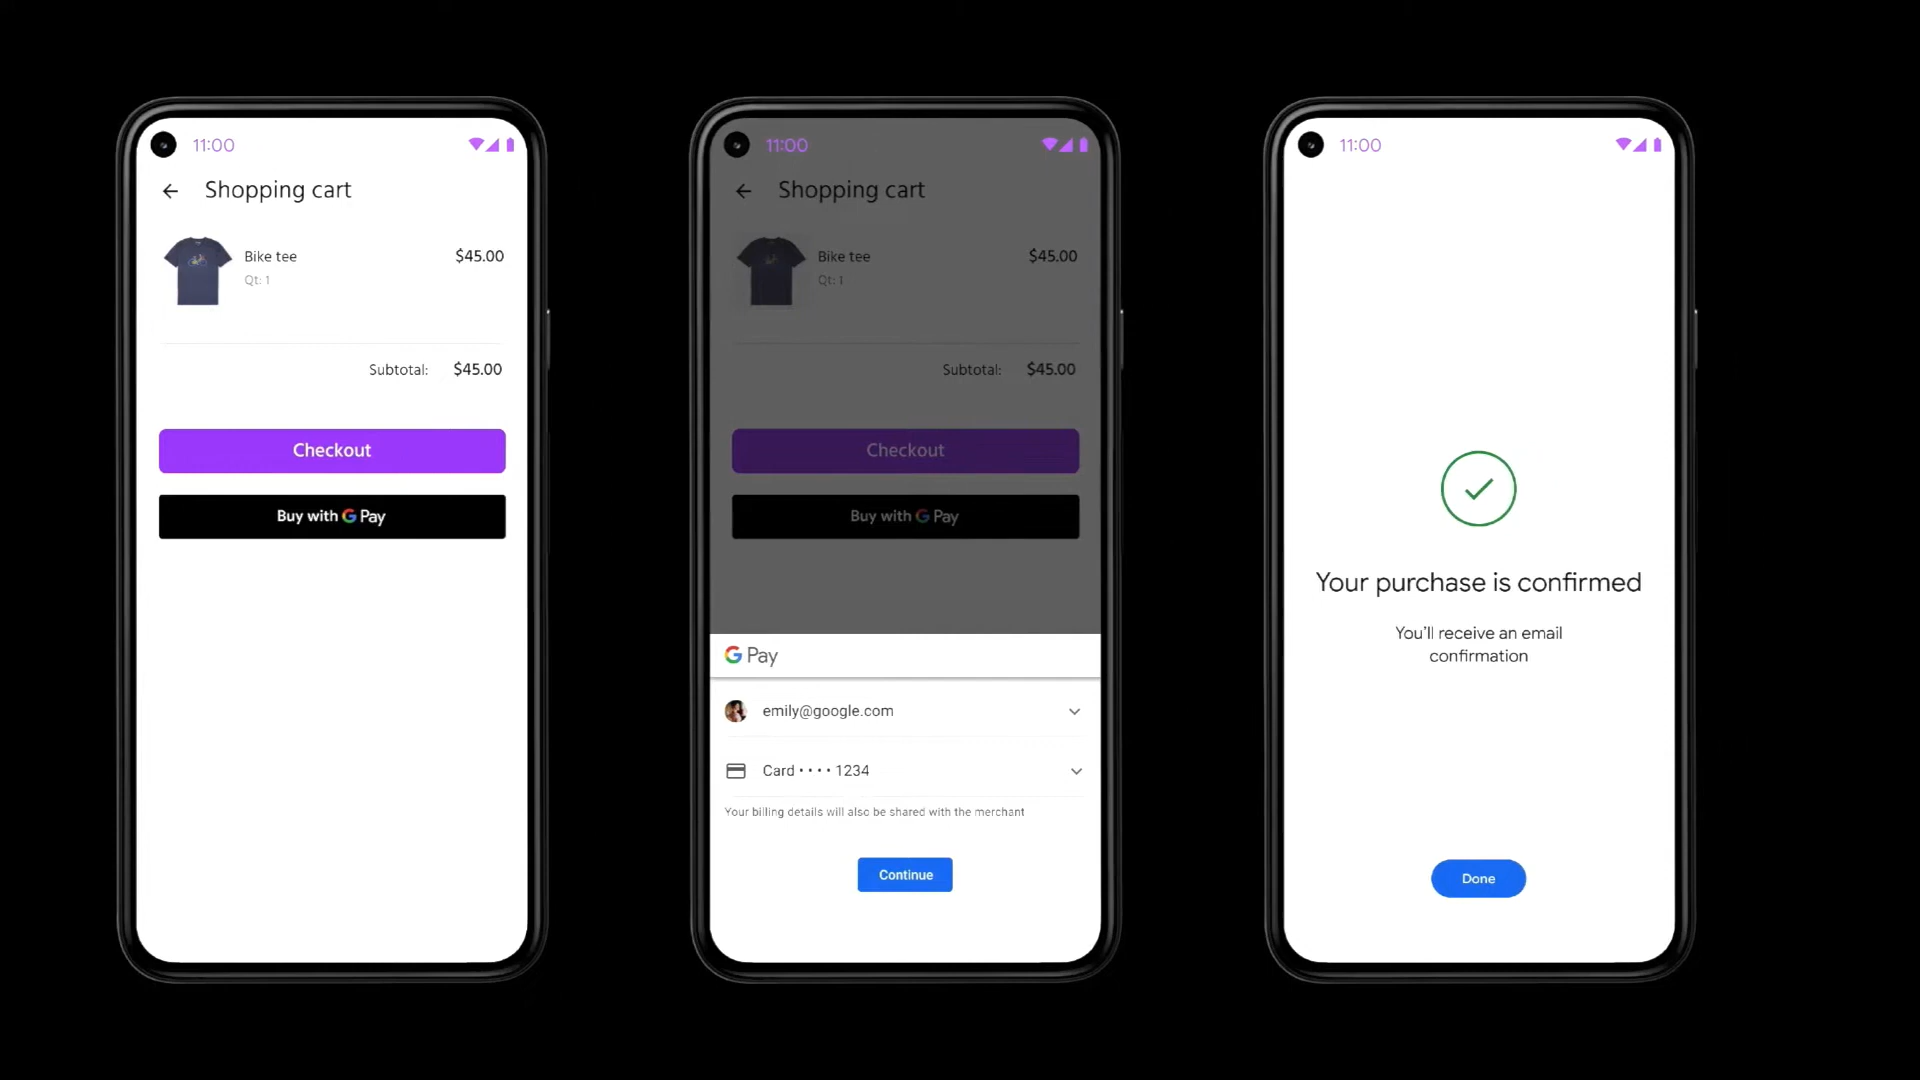 11:00
Shopping cart
Bike tee
$45.00
Qt: 1
Subtotal: $45.00
Checkout
Buy with G Pay
11:00
Shopping cart
Bike tee
$45.00
Qt: 1
Subtotal: $45.00
Checkout
Buy with G Pay
G Pay
emily@google.com
Card •••• 1234
Your billing details will also be shared with the merchant
Continue
11:00
Your purchase is confirmed
You'll receive an email
confirmation
Done